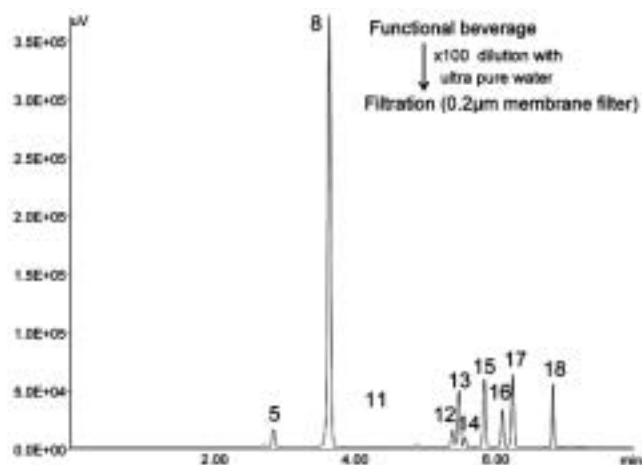 µV
8
Functional beverage
x100 dilution with
ultra pure water
Filtration (0.2µm membrane filter)
3.5E+05
3.0E+05
2.5E+05
2.0E+05
1.5E+05
1.0E+05
5.0E+04
0.0E+00
5
11
12
13
14
15
16
17
18
2.00
4.00
6.00
min